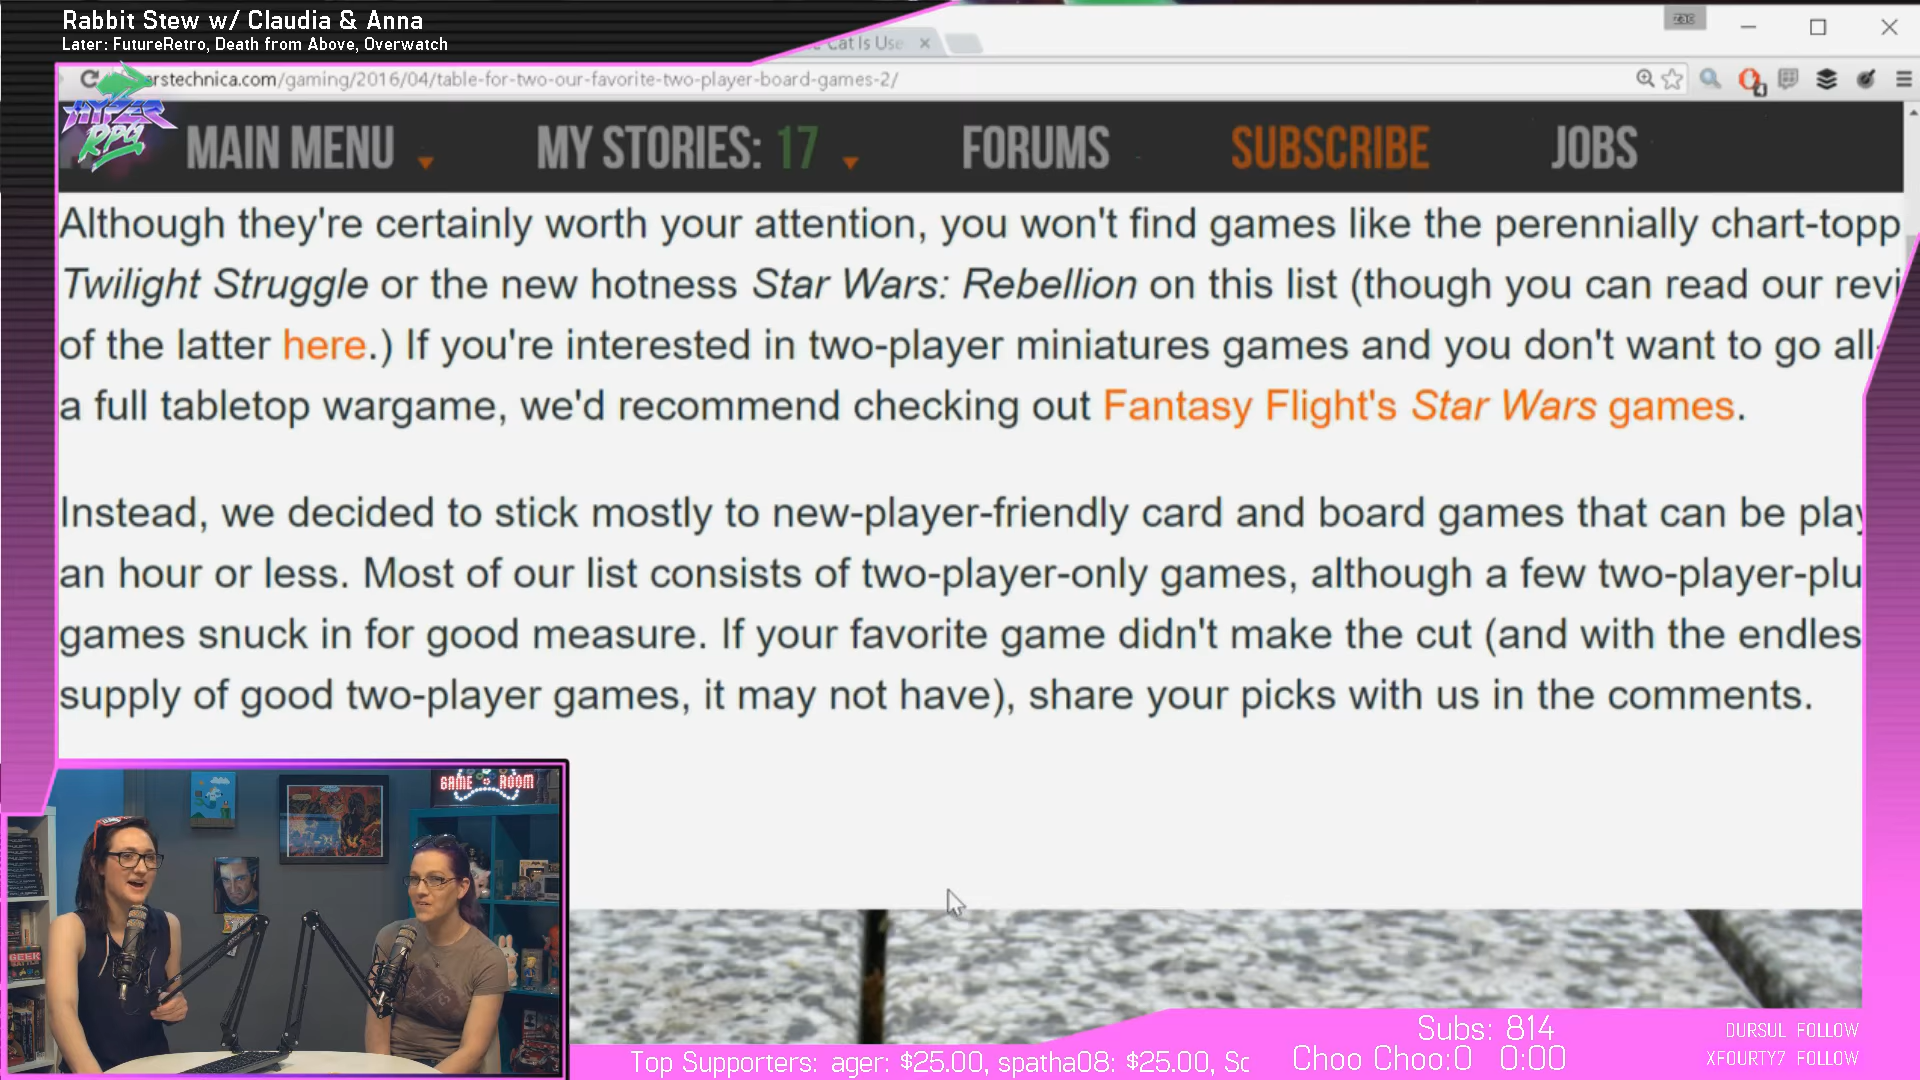 Rabbit Stew w/ Claudia & Anna
Later: FutureRetro, Death from Above, Overwatch
Cat Is Use
zac
rstechnica.com/gaming/2016/04/table-for-two-our-favorite-two-player-board-games-2/
HYPER
RPG
MAIN MENU
MY STORIES: 17
FORUMS
SUBSCRIBE
JOBS
Although they're certainly worth your attention, you won't find games like the perennially chart-topp
Twilight Struggle or the new hotness Star Wars: Rebellion on this list (though you can read our revi
of the latter here.) If you're interested in two-player miniatures games and you don't want to go all-
a full tabletop wargame, we'd recommend checking out Fantasy Flight's Star Wars games.
Instead, we decided to stick mostly to new-player-friendly card and board games that can be play
an hour or less. Most of our list consists of two-player-only games, although a few two-player-plu
games snuck in for good measure. If your favorite game didn't make the cut (and with the endles
supply of good two-player games, it may not have), share your picks with us in the comments.
GAME ROOM
GEEK
BATTLE
Subs: 814
Choo Choo:0 0:00
DURSUL FOLLOW
XFOURTY7 FOLLOW
Top Supporters: ager: $25.00, spatha08: $25.00, Sc